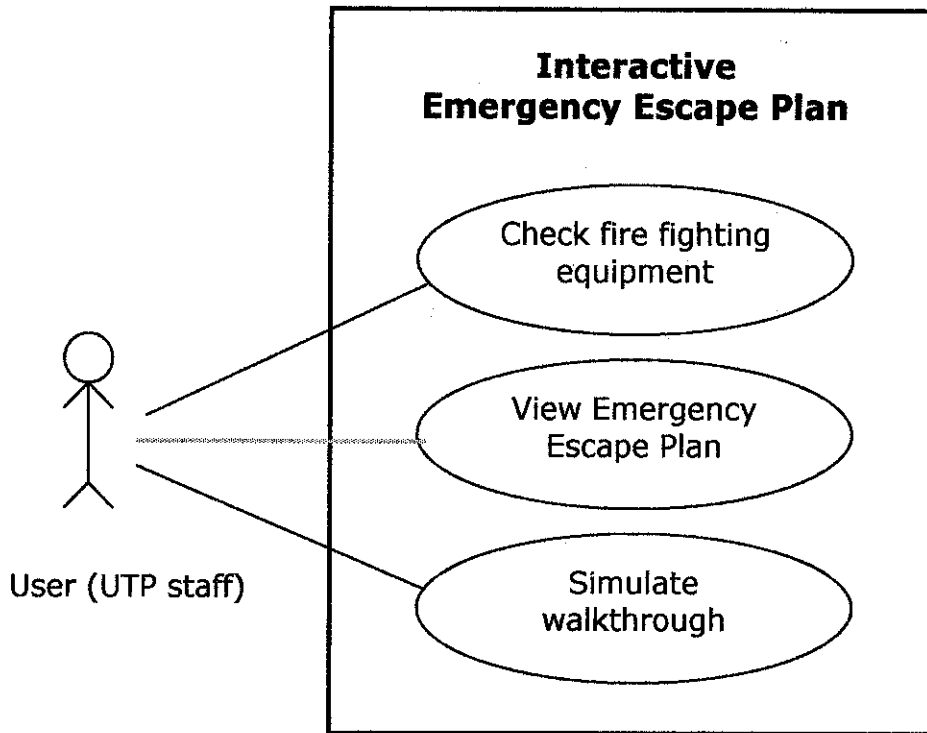 Interactive
Emergency Escape Plan
Check fire fighting
equipment
View Emergency
Escape Plan
User (UTP staff)
Simulate
walkthrough